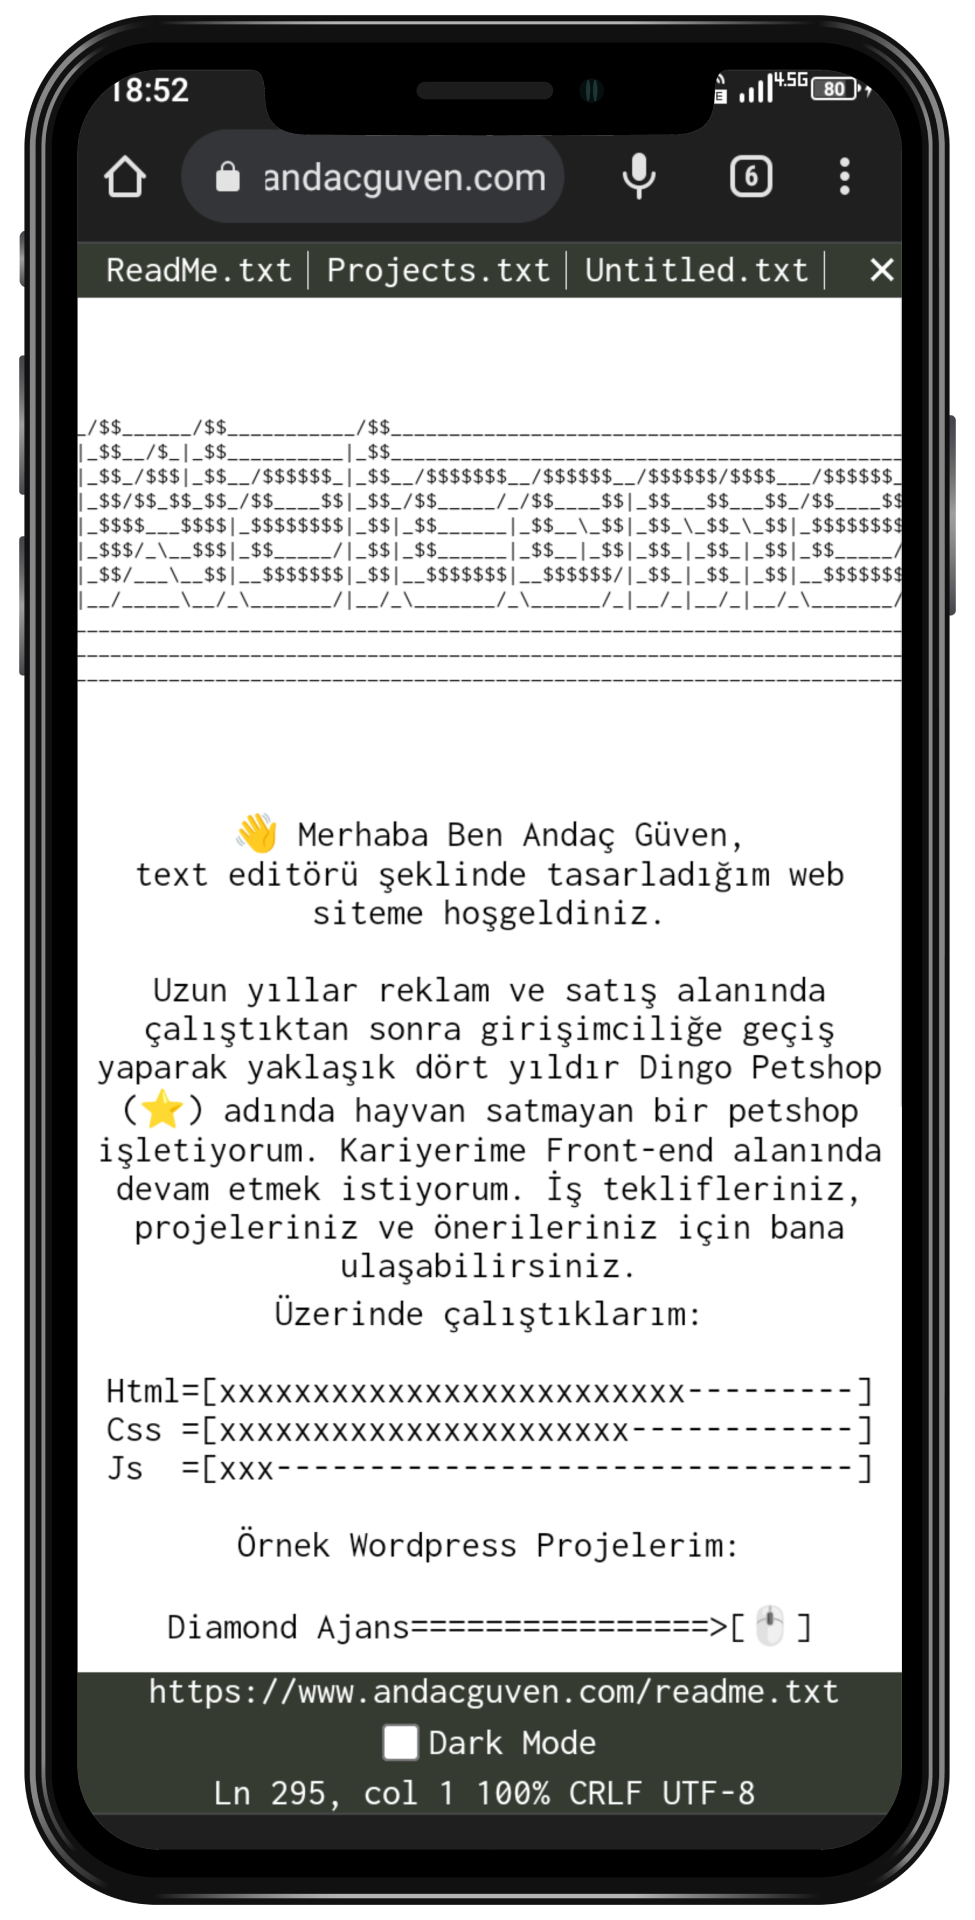 18:52
4.5G
80
andacguven.com
6
ReadMe.txt | Projects.txt | Untitled.txt | ×
_/$$______/$$___________/$$____________________________________________
|_$$__/$_|_$$__________|_$$____________________________________________
|_$$_/$$$|_$$__/$$$$$$_|_$$__/$$$$$$$__/$$$$$$__/$$$$$$/$$$$___/$$$$$$_
|_$$/$$_$$_$$_/$$____$$|_$$_/$$_____/_/$$____$$|_$$___$$___$$_/$$____$$
|_$$$$___$$$$|_$$$$$$$$|_$$|_$$______|_$$__\_$$|_$$_\_$$_\_$$|_$$$$$$$$
|_$$$/_\__$$$|_$$_____/|_$$|_$$______|_$$__|_$$|_$$_|_$$_|_$$|_$$_____/
|_$$/___\__$$|__$$$$$$$|_$$|__$$$$$$$|__$$$$$$/|_$$_|_$$_|_$$|__$$$$$$$
|__/_____\__/_\_______/|__/_\_______/_\______/_|__/_|__/_|__/_\_______/
👋 Merhaba Ben Andaç Güven,
text editörü şeklinde tasarladığım web
siteme hoşgeldiniz.
Uzun yıllar reklam ve satış alanında
çalıştıktan sonra girişimciliğe geçiş
yaparak yaklaşık dört yıldır Dingo Petshop
(⭐) adında hayvan satmayan bir petshop
işletiyorum. Kariyerime Front-end alanında
devam etmek istiyorum. İş teklifleriniz,
projeleriniz ve önerileriniz için bana
ulaşabilirsiniz.
Üzerinde çalıştıklarım:
Html=[xxxxxxxxxxxxxxxxxxxxxxxxx---------]
Css =[xxxxxxxxxxxxxxxxxxxxxx------------]
Js  =[xxx-------------------------------]
Örnek Wordpress Projelerim:
Diamond Ajans================>[🖱️]
https://www.andacguven.com/readme.txt
Dark Mode
Ln 295, col 1 100% CRLF UTF-8